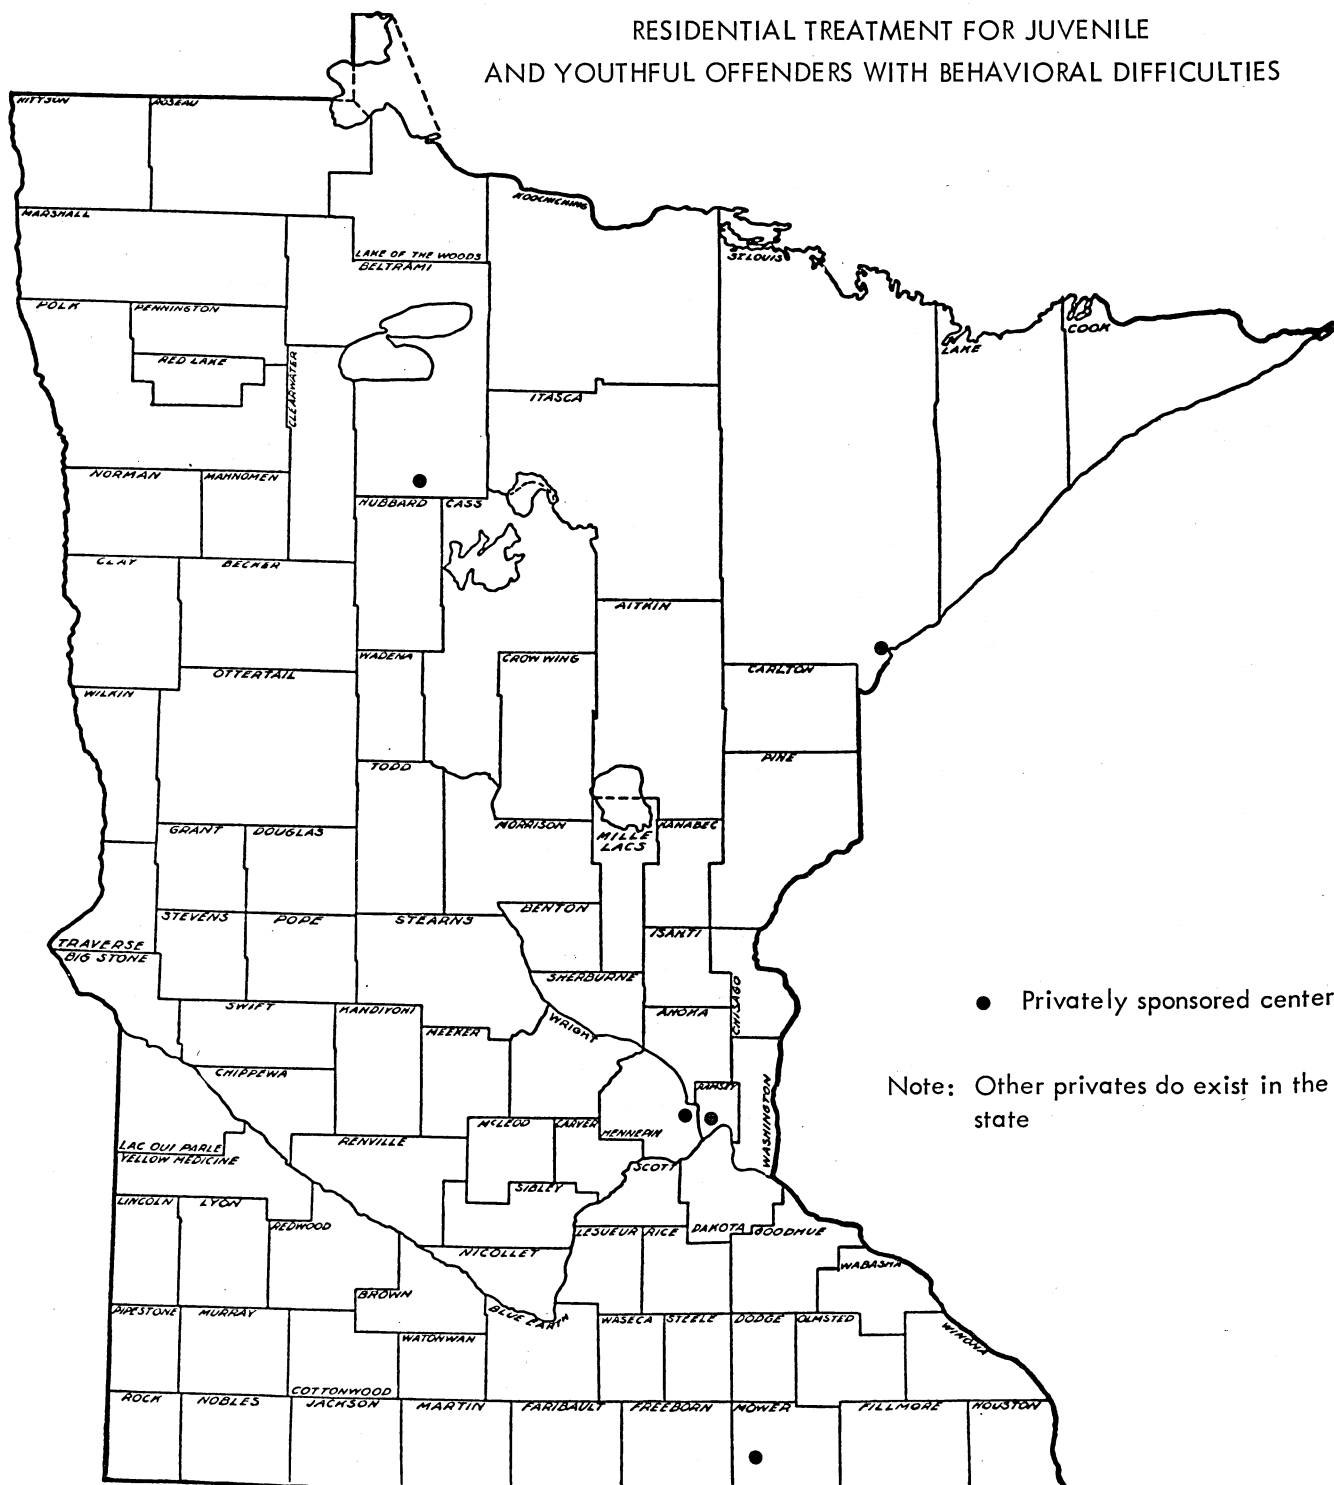 RESIDENTIAL TREATMENT FOR JUVENILE
AND YOUTHFUL OFFENDERS WITH BEHAVIORAL DIFFICULTIES
KITTSON
ROSEAU
KOOCHICHING
MARSHALL
LAKE OF THE WOODS
BELTRAMI
ST.LOUIS
POLK
PENNINGTON
COOK
LAKE
RED LAKE
CLEARWATER
ITASCA
NORMAN
MAHNOMEN
HUBBARD
CASS
CLAY
BECKER
AITKIN
WADENA
CROW WING
CARLTON
OTTERTAIL
WILKIN
PINE
TODD
GRANT
DOUGLAS
MORRISON
MILLE
LACS
KANABEC
STEVENS
POPE
STEARNS
BENTON
ISANTI
TRAVERSE
BIG STONE
SHERBURNE
CHISAGO
SWIFT
KANDIYOHI
ANOKA
WRIGHT
MEEKER
● Privately sponsored center
CHIPPEWA
RAMSEY
WASHINGTON
Note: Other privates do exist in the
state
LAC QUI PARLE
YELLOW MEDICINE
RENVILLE
MCLEOD
CARVER
HENNEPIN
SCOTT
SIBLEY
LINCOLN
LYON
REDWOOD
LESUEUR
RICE
DAKOTA
GOODHUE
NICOLLET
WABASHA
BROWN
PIPESTONE
MURRAY
BLUE EARTH
WASECA
STEELE
DODGE
OLMSTED
WINONA
WATONWAN
COTTONWOOD
ROCK
NOBLES
JACKSON
MARTIN
FARIBAULT
FREEBORN
MOWER
FILLMORE
HOUSTON